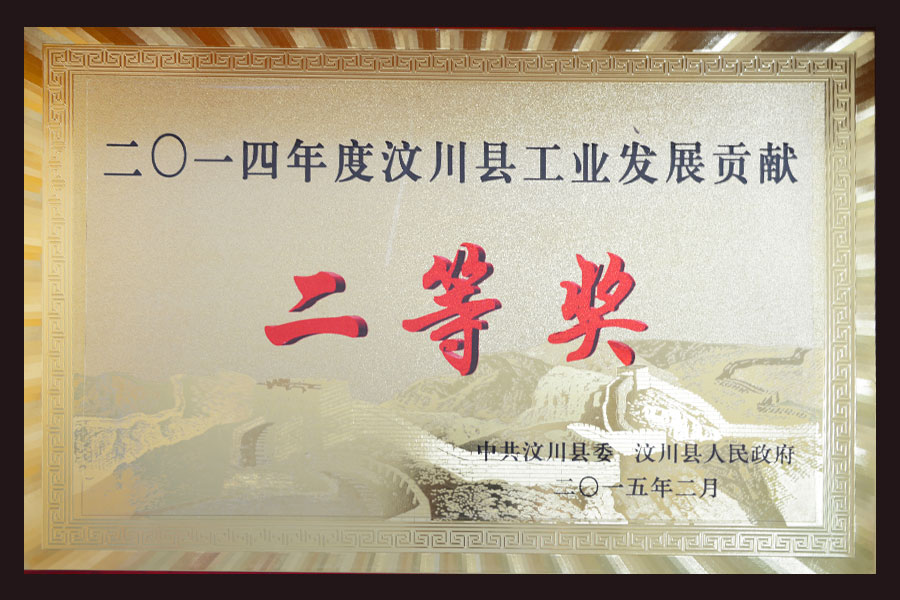 二〇一四年度汶川县工业发展贡献
二等奖
中共汶川县委 汶川县人民政府
二〇一五年二月